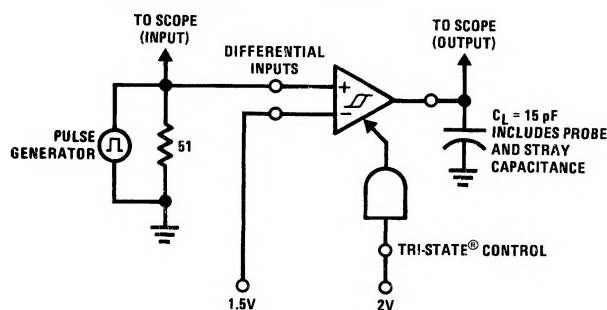 TO SCOPE
(INPUT)
DIFFERENTIAL
INPUTS
TO SCOPE
(OUTPUT)
+
−
PULSE
GENERATOR
51
CL = 15 pF
INCLUDES PROBE
AND STRAY
CAPACITANCE
TRI-STATE® CONTROL
1.5V
2V